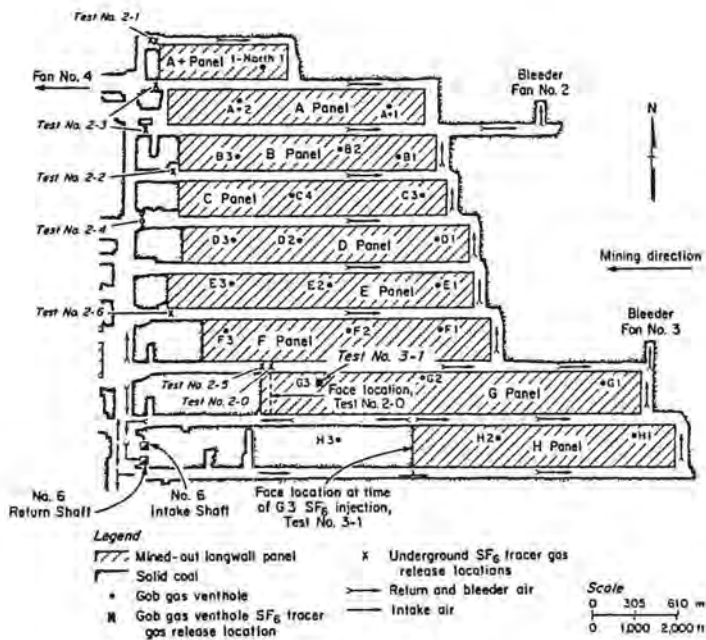 Test No. 2-1
A+ Panel
1-North 1
Fan No. 4
Bleeder
Fan No. 2
A+2
A Panel
A+1
N
Test No. 2-3
B3
B Panel
B2
B1
Test No. 2-2
C Panel
C4
C3
Test No. 2-4
D3
D2
D Panel
D1
Mining direction
E3
E2
E Panel
E1
Test No. 2-6
F3
F Panel
F2
F1
Bleeder
Fan No. 3
Test No. 3-1
Test No. 2-5
Test No. 2-0
G3
G2
G1
Face location,
Test No. 2-0
G Panel
H3
H2
H Panel
H1
No. 6
Return Shaft
No. 6
Intake Shaft
Face location at time
of G3 SF6 injection,
Test No. 3-1
Legend
Mined-out longwall panel
Solid coal
Gob gas venthole
Gob gas venthole SF6 tracer
gas release location
x Underground SF6 tracer gas
release locations
Return and bleeder air
Intake air
Scale
0 305 610 m
0 1,000 2,000 ft